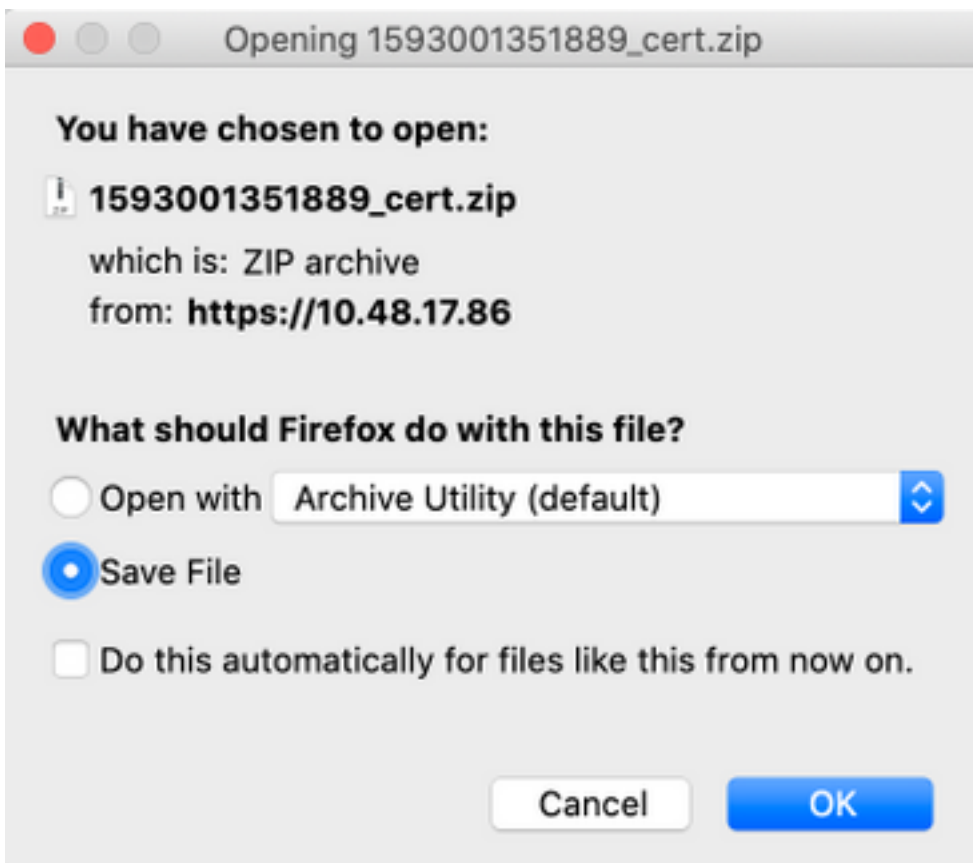 Opening 1593001351889_cert.zip
You have chosen to open:
1593001351889_cert.zip
which is: ZIP archive
from: https://10.48.17.86
What should Firefox do with this file?
Open with Archive Utility (default)
Save File
Do this automatically for files like this from now on.
Cancel OK